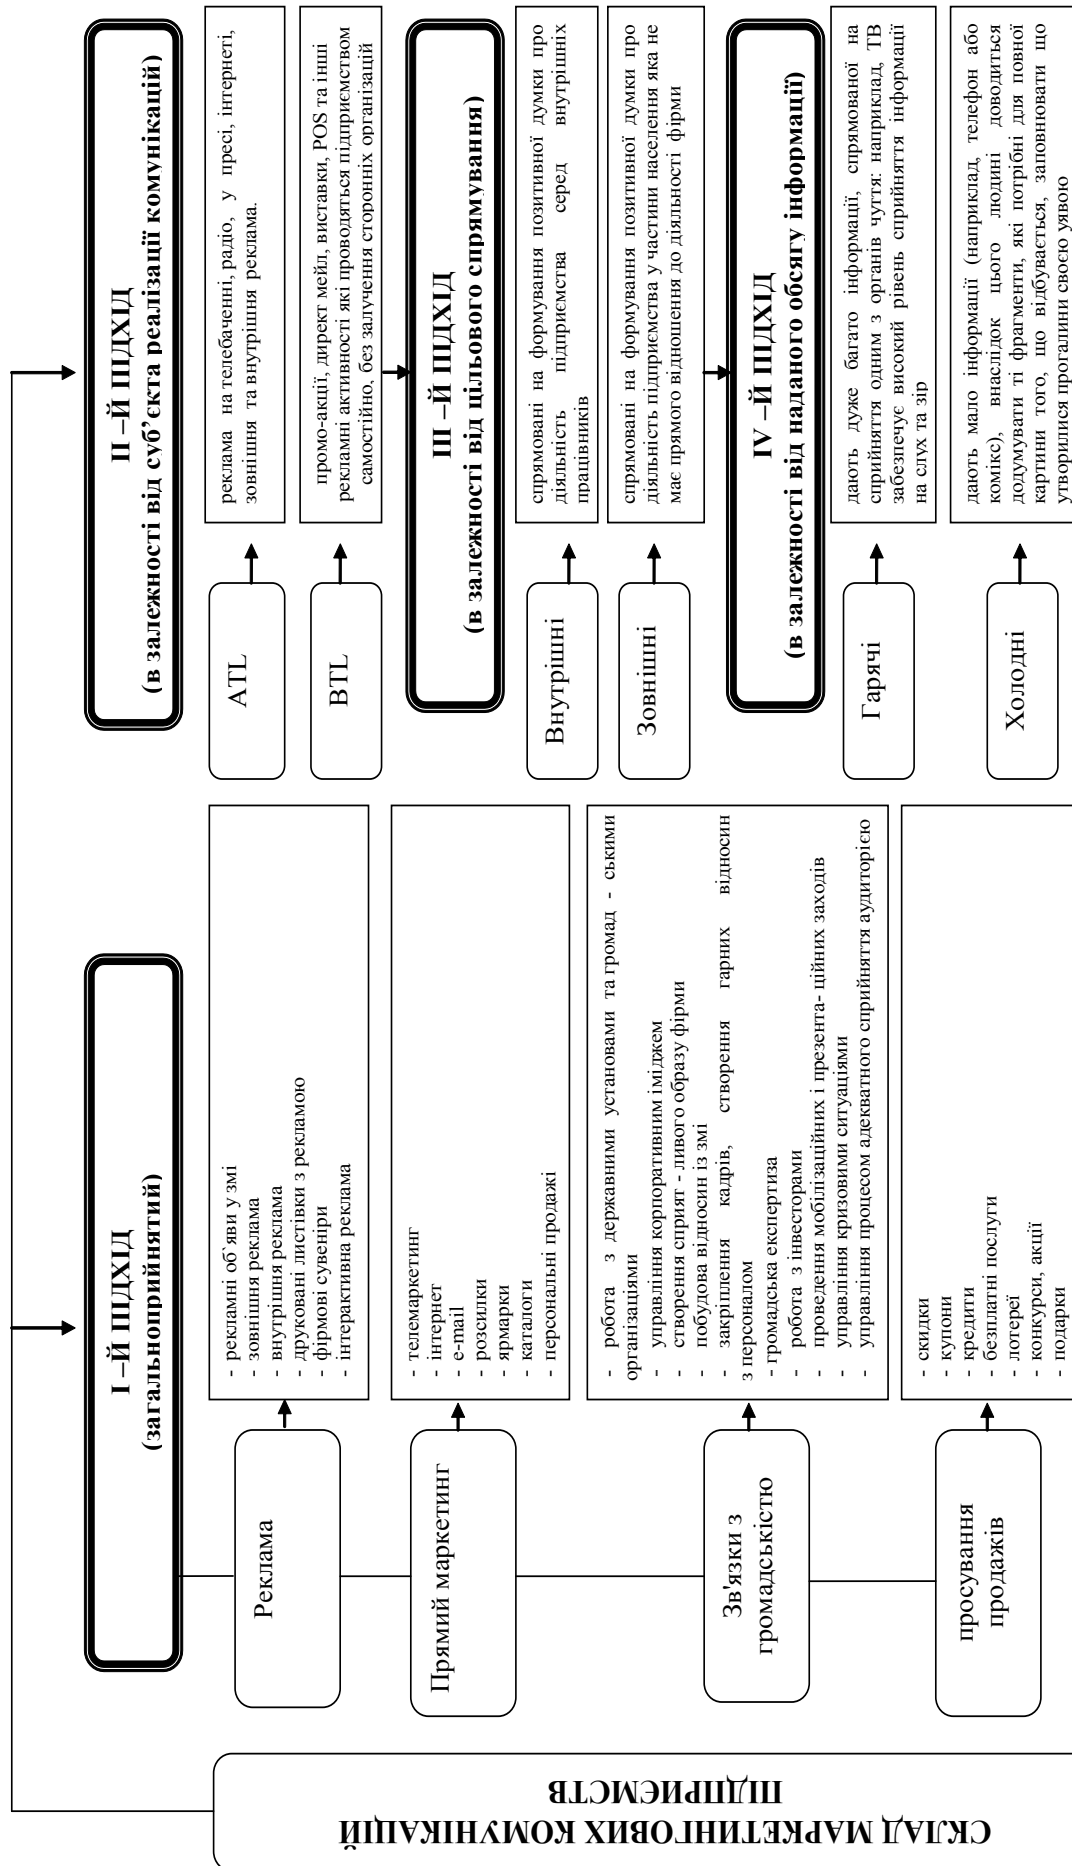 СКЛАД МАРКЕТИНГОВИХ КОМУНІКАЦІЙ
ПІДПРИЄМСТВ
І –Й ПІДХІД
(загальноприйнятий)
Реклама
- рекламні об`яви у змі
- зовнішня реклама
- внутрішня реклама
- друковані листівки з рекламою
- фірмові сувеніри
- інтерактивна реклама
Прямий маркетинг
- телемаркетинг
- інтернет
- e-mail
- розсилки
- ярмарки
- каталоги
- персональні продажі
Зв'язки з
громадськістю
- робота з державними установами та громад - ськими
організаціями
- управління корпоративним іміджем
- створення сприят - ливого образу фірми
- побудова відносин із змі
- закріплення кадрів, створення гарних відносин
з персоналом
- громадська експертиза
- робота з інвесторами
- проведення мобілізаційних і презента- ційних заходів
- управління кризовими ситуаціями
- управління процесом адекватного сприйняття аудиторією
просування
продажів
- скидки
- купони
- кредити
- безплатні послуги
- лотереї
- конкурси, акції
- подарки
ІІ –Й ПІДХІД
(в залежності від суб’єкта реалізації комунікацій)
ATL
реклама на телебаченні, радіо, у пресі, інтернеті,
зовнішня та внутрішня реклама.
BTL
промо-акції, директ мейл, виставки, POS та інші
рекламні активності які проводяться підприємством
самостійно, без залучення сторонніх організацій
ІІІ –Й ПІДХІД
(в залежності від цільового спрямування)
Внутрішні
спрямовані на формування позитивної думки про
діяльність підприємства серед внутрішніх
працівників
Зовнішні
спрямовані на формування позитивної думки про
діяльність підприємства у частини населення яка не
має прямого відношення до діяльності фірми
IV –Й ПІДХІД
(в залежності від наданого обсягу інформації)
Гарячі
дають дуже багато інформації, спрямованої на
сприйняття одним з органів чуття: наприклад, ТВ
забезпечує високий рівень сприйняття інформації
на слух та зір
Холодні
дають мало інформації (наприклад, телефон або
комікс), внаслідок цього людині доводиться
додумувати ті фрагменти, які потрібні для повної
картини того, що відбувається, заповнювати що
утворилися прогалини своєю уявою